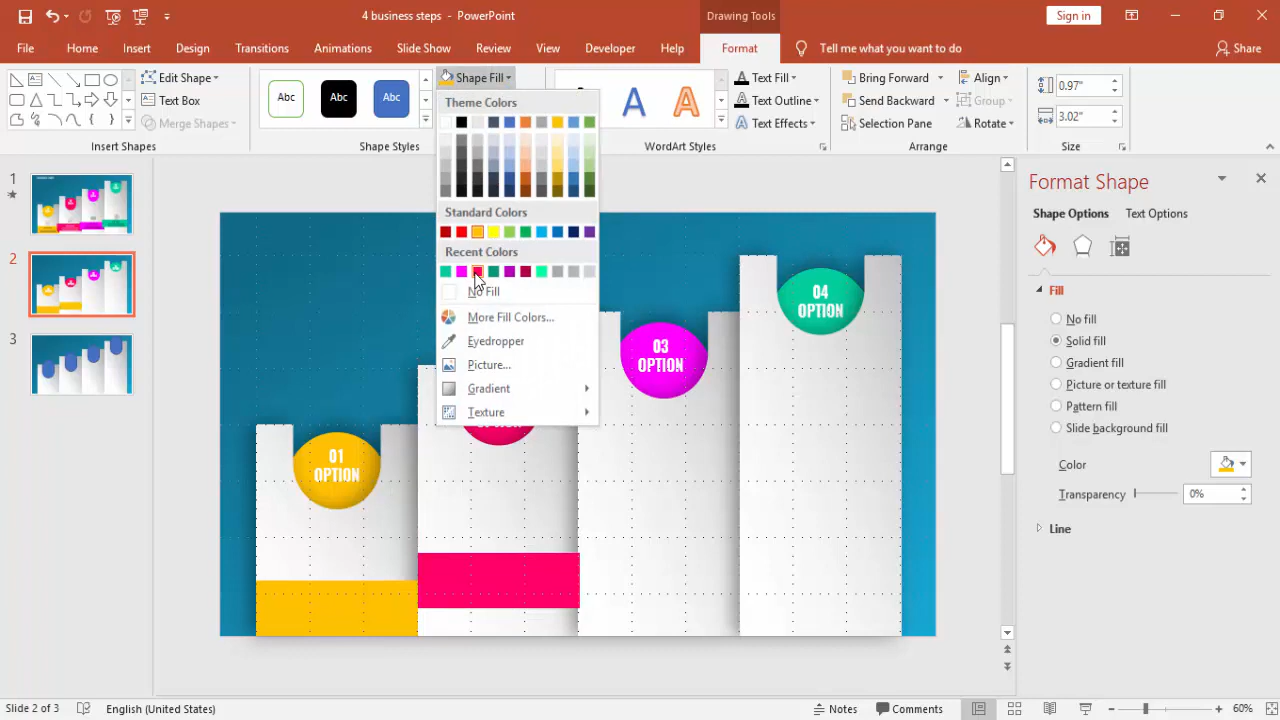 4 business steps - PowerPoint
Drawing Tools
Sign in
File Home Insert Design Transitions Animations Slide Show Review View Developer Help Format Tell me what you want to do Share
Edit Shape
Text Box
Merge Shapes
Insert Shapes
Abc Abc Abc
Shape Styles
Shape Fill
Theme Colors
Standard Colors
Recent Colors
No Fill
More Fill Colors...
Eyedropper
Picture...
Gradient
Texture
A A
Text Fill
Text Outline
Text Effects
WordArt Styles
Bring Forward
Send Backward
Selection Pane
Align
Group
Rotate
Arrange
0.97"
3.02"
Size
1
2
3
01
OPTION
03
OPTION
04
OPTION
Format Shape
Shape Options Text Options
Fill
No fill
Solid fill
Gradient fill
Picture or texture fill
Pattern fill
Slide background fill
Color
Transparency 0%
Line
Slide 2 of 3 English (United States) Notes Comments 60%